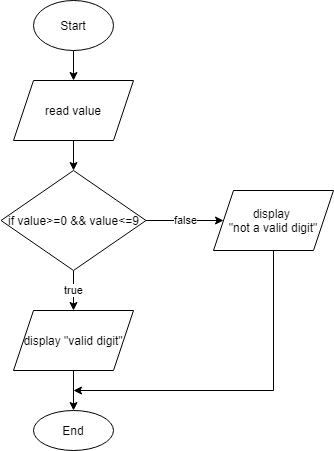 Start
read value
if value>=0 && value<=9
false
display
"not a valid digit"
true
display "valid digit"
End